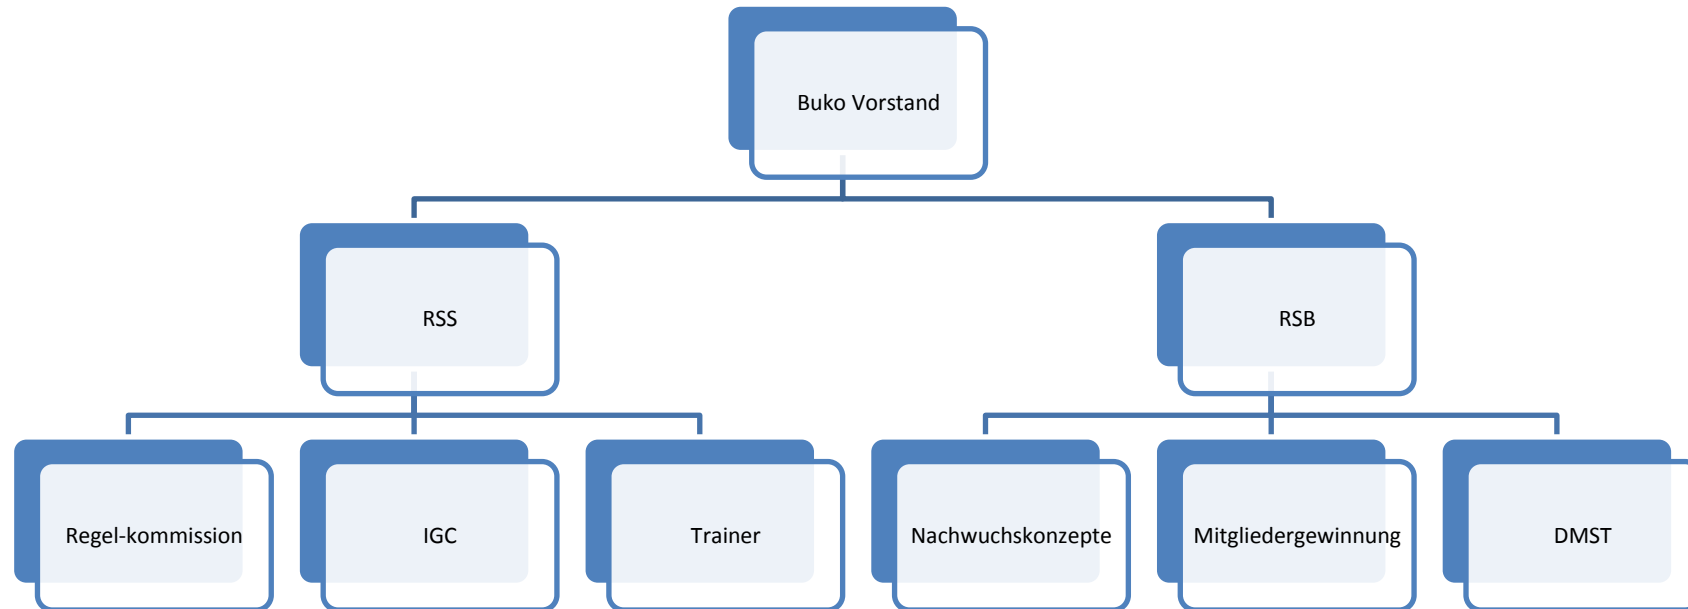 Buko Vorstand
RSS
RSB
Regel-kommission
IGC
Trainer
Nachwuchskonzepte
Mitgliedergewinnung
DMST